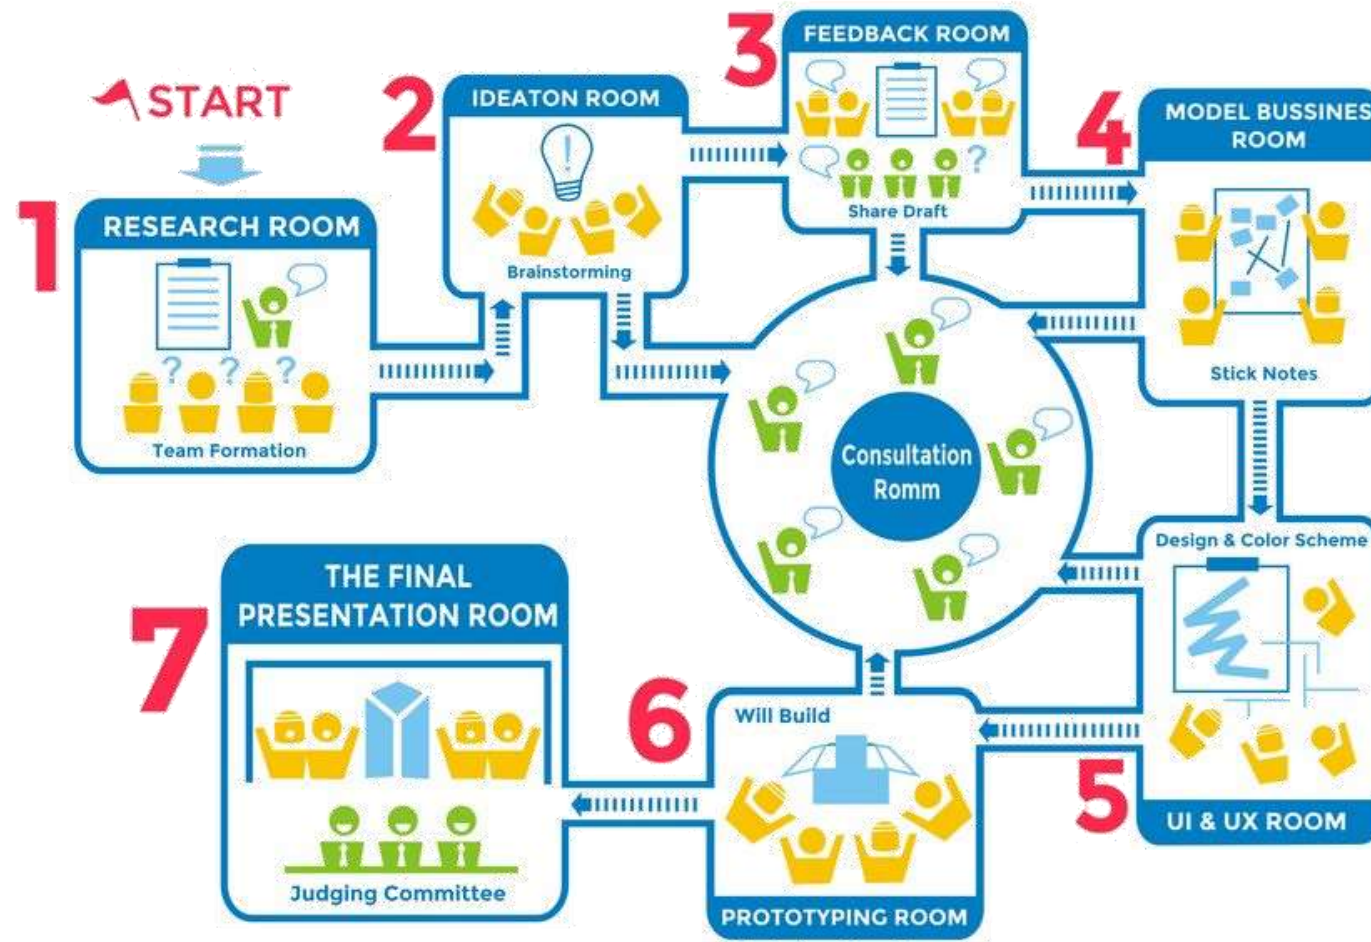 START
1
RESEARCH ROOM
? ? ?
Team Formation
2
IDEATON ROOM
!
Brainstorming
3
FEEDBACK ROOM
?
Share Draft
4
MODEL BUSSINES
ROOM
Stick Notes
Consultation
Romm
Design & Color Scheme
5
UI & UX ROOM
6
Will Build
PROTOTYPING ROOM
7
THE FINAL
PRESENTATION ROOM
Judging Committee